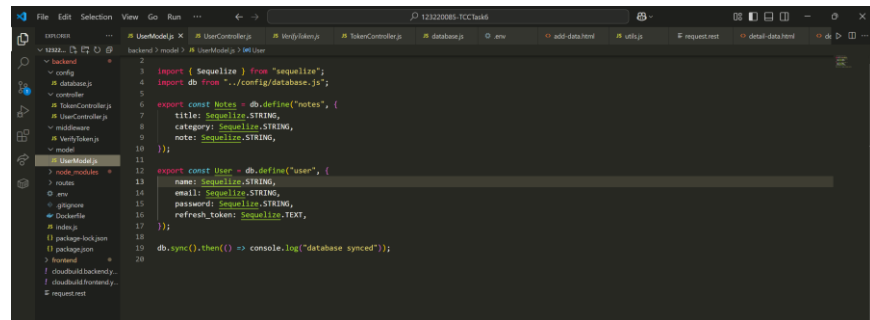 File Edit Selection View Go Run ... 123220085-TCCTask6
EXPLORER ...
UserModel.js UserController.js VerifyToken.js TokenController.js database.js .env add-data.html utils.js request.rest detail-data.html
backend > model > UserModel.js > User
12322...
backend
config
database.js
controller
TokenController.js
UserController.js
middleware
VerifyToken.js
model
UserModel.js
node_modules
routes
.env
.gitignore
Dockerfile
index.js
package-lock.json
package.json
frontend
cloudbuild.backend.y...
cloudbuild.frontend.y...
request.rest
2
3 import { Sequelize } from "sequelize";
4 import db from "../config/database.js";
5
6 export const Notes = db.define("notes", {
7 title: Sequelize.STRING,
8 category: Sequelize.STRING,
9 note: Sequelize.STRING,
10 });
11
12 export const User = db.define("user", {
13 name: Sequelize.STRING,
14 email: Sequelize.STRING,
15 password: Sequelize.STRING,
16 refresh_token: Sequelize.TEXT,
17 });
18
19 db.sync().then(() => console.log("database synced"));
20